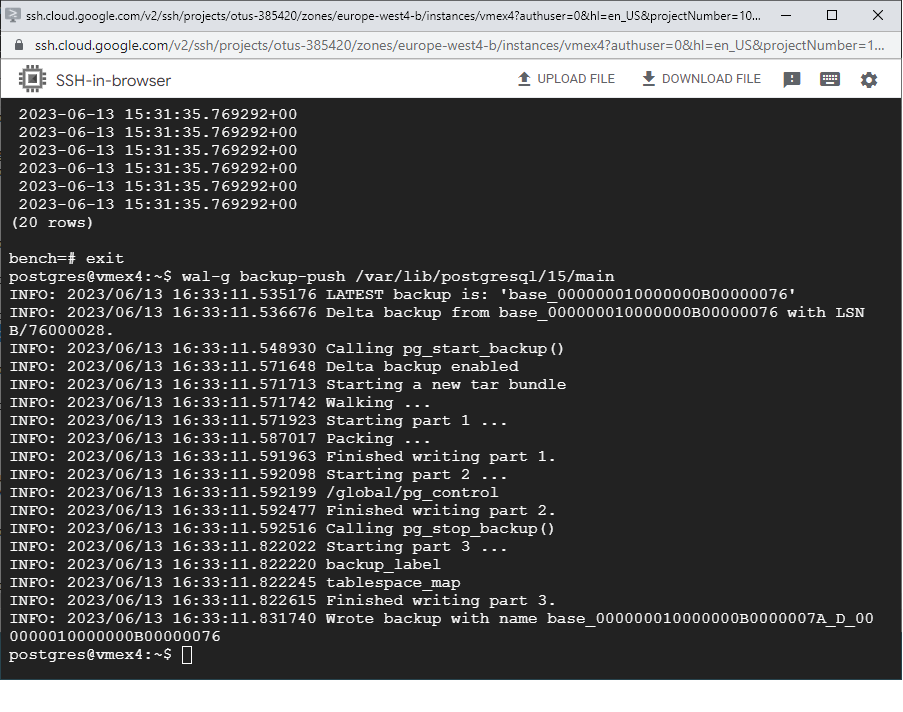 ssh.cloud.google.com/v2/ssh/projects/otus-385420/zones/europe-west4-b/instances/vmex4?authuser=0&hl=en_US&projectNumber=10...
ssh.cloud.google.com/v2/ssh/projects/otus-385420/zones/europe-west4-b/instances/vmex4?authuser=0&hl=en_US&projectNumber=1...
SSH-in-browser UPLOAD FILE DOWNLOAD FILE
2023-06-13 15:31:35.769292+00
2023-06-13 15:31:35.769292+00
2023-06-13 15:31:35.769292+00
2023-06-13 15:31:35.769292+00
2023-06-13 15:31:35.769292+00
2023-06-13 15:31:35.769292+00
(20 rows)
bench=# exit
postgres@vmex4:~$ wal-g backup-push /var/lib/postgresql/15/main
INFO: 2023/06/13 16:33:11.535176 LATEST backup is: 'base_000000010000000B00000076'
INFO: 2023/06/13 16:33:11.536676 Delta backup from base_000000010000000B00000076 with LSN
B/76000028.
INFO: 2023/06/13 16:33:11.548930 Calling pg_start_backup()
INFO: 2023/06/13 16:33:11.571648 Delta backup enabled
INFO: 2023/06/13 16:33:11.571713 Starting a new tar bundle
INFO: 2023/06/13 16:33:11.571742 Walking ...
INFO: 2023/06/13 16:33:11.571923 Starting part 1 ...
INFO: 2023/06/13 16:33:11.587017 Packing ...
INFO: 2023/06/13 16:33:11.591963 Finished writing part 1.
INFO: 2023/06/13 16:33:11.592098 Starting part 2 ...
INFO: 2023/06/13 16:33:11.592199 /global/pg_control
INFO: 2023/06/13 16:33:11.592477 Finished writing part 2.
INFO: 2023/06/13 16:33:11.592516 Calling pg_stop_backup()
INFO: 2023/06/13 16:33:11.822022 Starting part 3 ...
INFO: 2023/06/13 16:33:11.822220 backup_label
INFO: 2023/06/13 16:33:11.822245 tablespace_map
INFO: 2023/06/13 16:33:11.822615 Finished writing part 3.
INFO: 2023/06/13 16:33:11.831740 Wrote backup with name base_000000010000000B0000007A_D_00
0000010000000B00000076
postgres@vmex4:~$